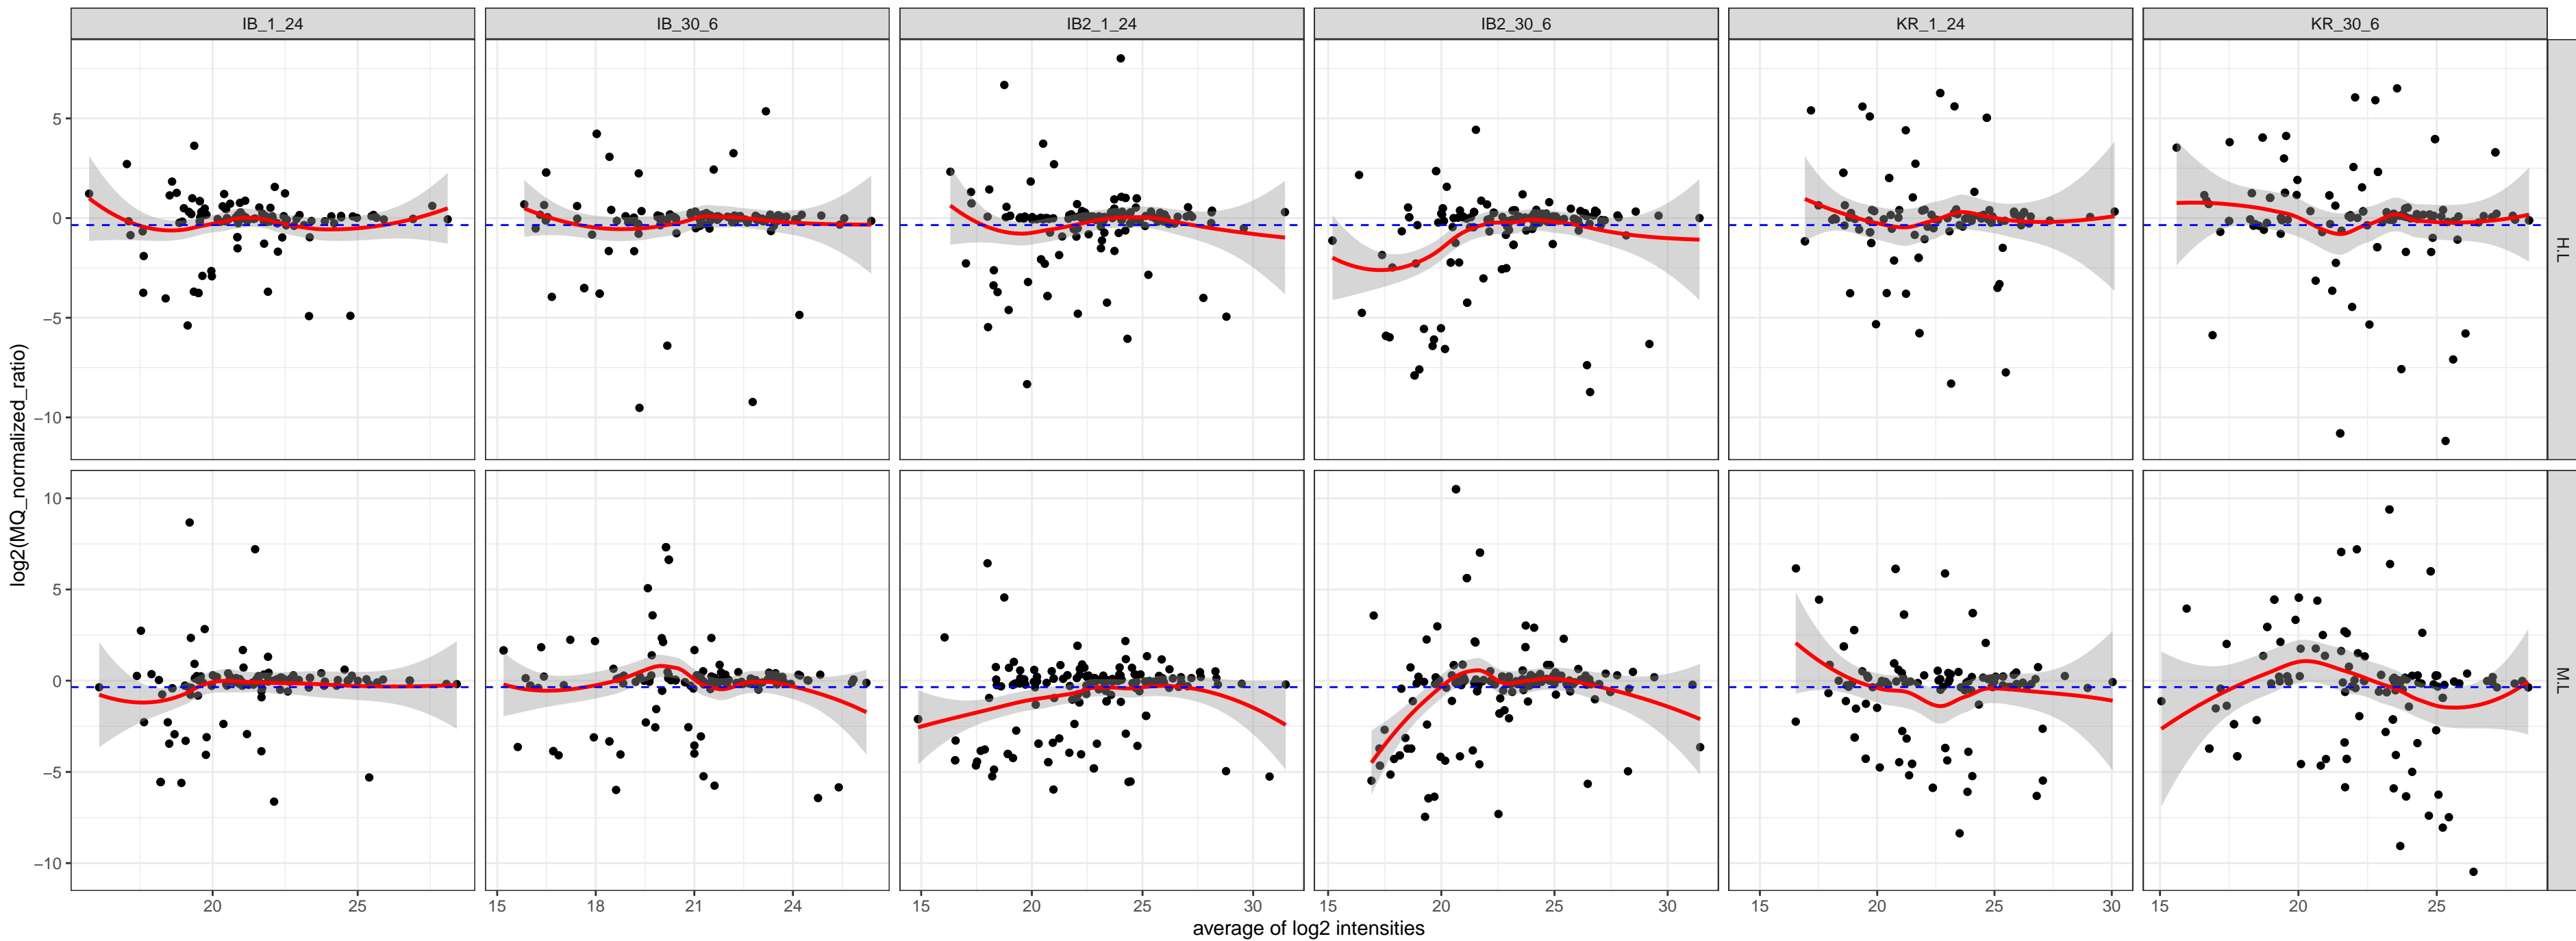 IB_1_24 IB_30_6 IB2_1_24 IB2_30_6 KR_1_24 KR_30_6
5
0
−5
−10
H.L
log2(MQ_normalized_ratio)
10
5
0
−5
−10
M.L
20 25 15 18 21 24 15 20 25 30 15 20 25 30 15 20 25 30 15 20 25
average of log2 intensities